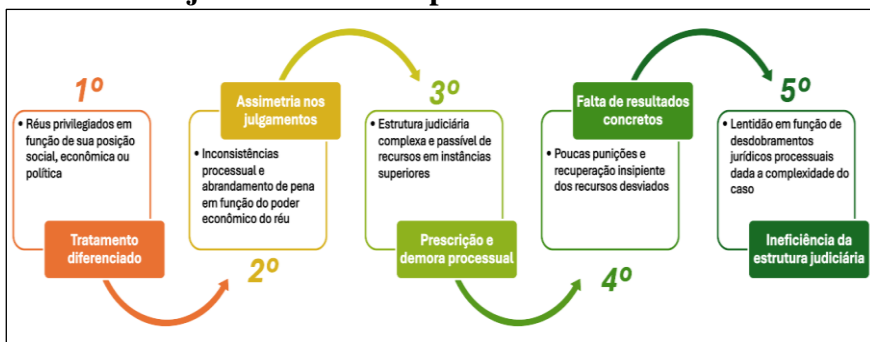 1º
• Réus privilegiados em
função de sua posição
social, econômica ou
política
Tratamento
diferenciado
Assimetria nos
julgamentos
• Inconsistências
processual e
abrandamento de pena
em função do poder
econômico do réu
2º
3º
• Estrutura judiciária
complexa e passível de
recursos em instâncias
superiores
Prescrição e
demora processual
Falta de resultados
concretos
• Poucas punições e
recuperação insipiente
dos recursos desviados
4º
5º
• Lentidão em função de
desdobramentos
jurídicos processuais
dada a complexidade do
caso
Ineficiência da
estrutura judiciária